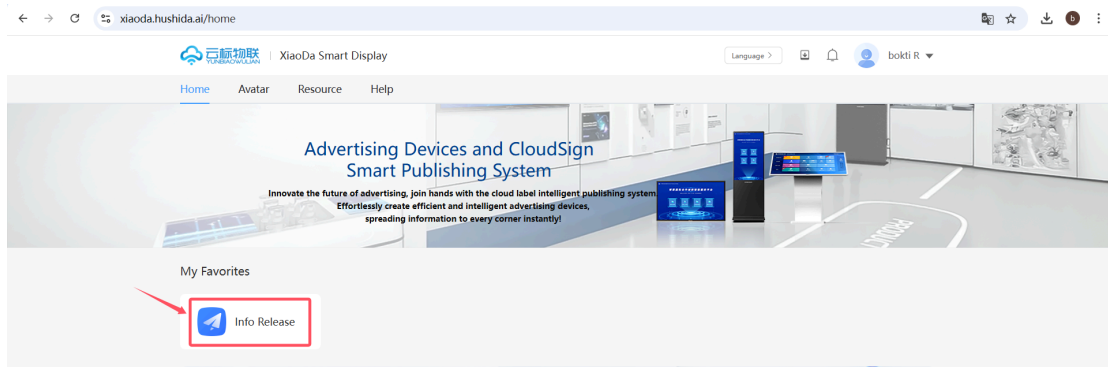 xiaoda.hushida.ai/home
b
云标物联
YUNBIAOWULIAN
XiaoDa Smart Display
Language >
bokti R
Home
Avatar
Resource
Help
Advertising Devices and CloudSign
Smart Publishing System
Innovate the future of advertising, join hands with the cloud label intelligent publishing system
Effortlessly create efficient and intelligent advertising devices,
spreading information to every corner instantly!
PRODUCT
My Favorites
Info Release